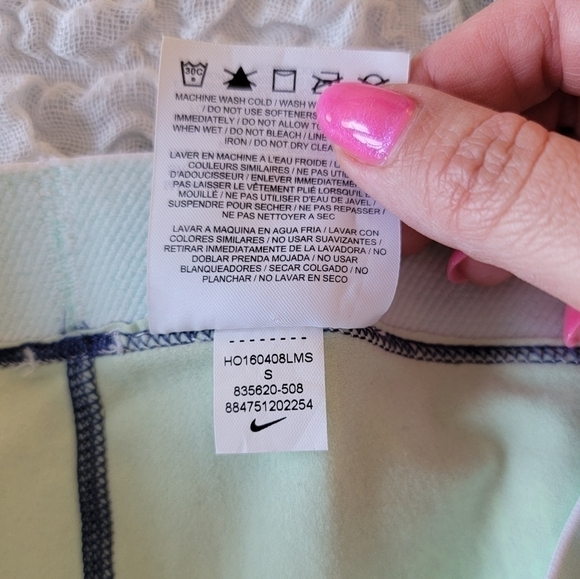 30C
MACHINE WASH COLD / WASH
/ DO NOT USE SOFTENERS
IMMEDIATELY / DO NOT ALLOW TO
WHEN WET / DO NOT BLEACH / LINE
IRON / DO NOT DRY CLEA
LAVER EN MACHINE A L'EAU FROIDE /
COULEURS SIMILAIRES / NE PAS
D'ADOUCISSEUR / ENLEVER IMMEDIATEME
PAS LAISSER LE VÊTEMENT PLIÉ LORSQU'IL
MOUILLÉ / NE PAS UTILISER D'EAU DE JAVEL /
SUSPENDRE POUR SECHER / NE PAS REPASSER /
NE PAS NETTOYER A SEC
LAVAR A MAQUINA EN AGUA FRIA / LAVAR CON
COLORES SIMILARES / NO USAR SUAVIZANTES /
RETIRAR INMEDIATAMENTE DE LA LAVADORA / NO
DOBLAR PRENDA MOJADA / NO USAR
BLANQUEADORES / SECAR COLGADO / NO
PLANCHAR / NO LAVAR EN SECO
HO160408LMS
S
835620-508
884751202254